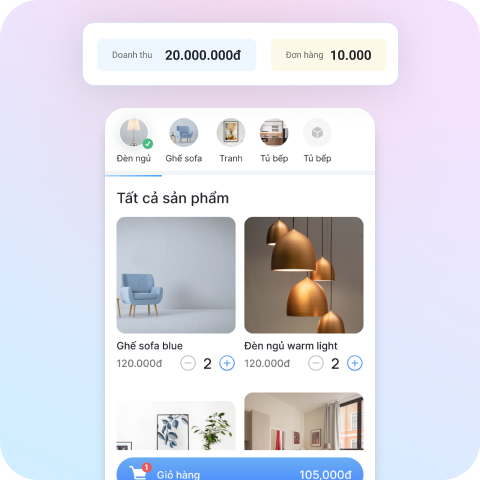 Doanh thu 20.000.000đ Đơn hàng 10.000
Đèn ngủ Ghế sofa Tranh Tủ bếp Tủ bếp
Tất cả sản phẩm
Ghế sofa blue Đèn ngủ warm light
120.000đ 2 120.000đ 2
1
Giỏ hàng 105,000đ